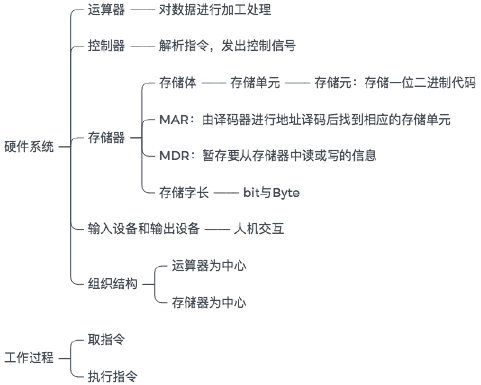 运算器 —— 对数据进行加工处理
控制器 —— 解析指令，发出控制信号
存储体 —— 存储单元 —— 存储元：存储一位二进制代码
MAR：由译码器进行地址译码后找到相应的存储单元
存储器
硬件系统
MDR：暂存要从存储器中读或写的信息
存储字长 —— bit与Byte
输入设备和输出设备 —— 人机交互
运算器为中心
组织结构
存储器为中心
取指令
工作过程
执行指令